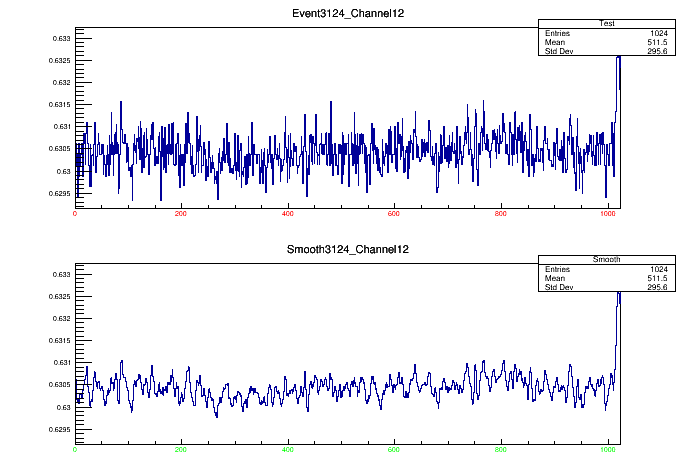 Event3124_Channel12
Test
Entries 1024
Mean 511.5
Std Dev 295.6
0.633
0.6325
0.632
0.6315
0.631
0.6305
0.63
0.6295
0 200 400 600 800 1000
Smooth3124_Channel12
Smooth
Entries 1024
Mean 511.5
Std Dev 295.6
0.633
0.6325
0.632
0.6315
0.631
0.6305
0.63
0.6295
0 200 400 600 800 1000